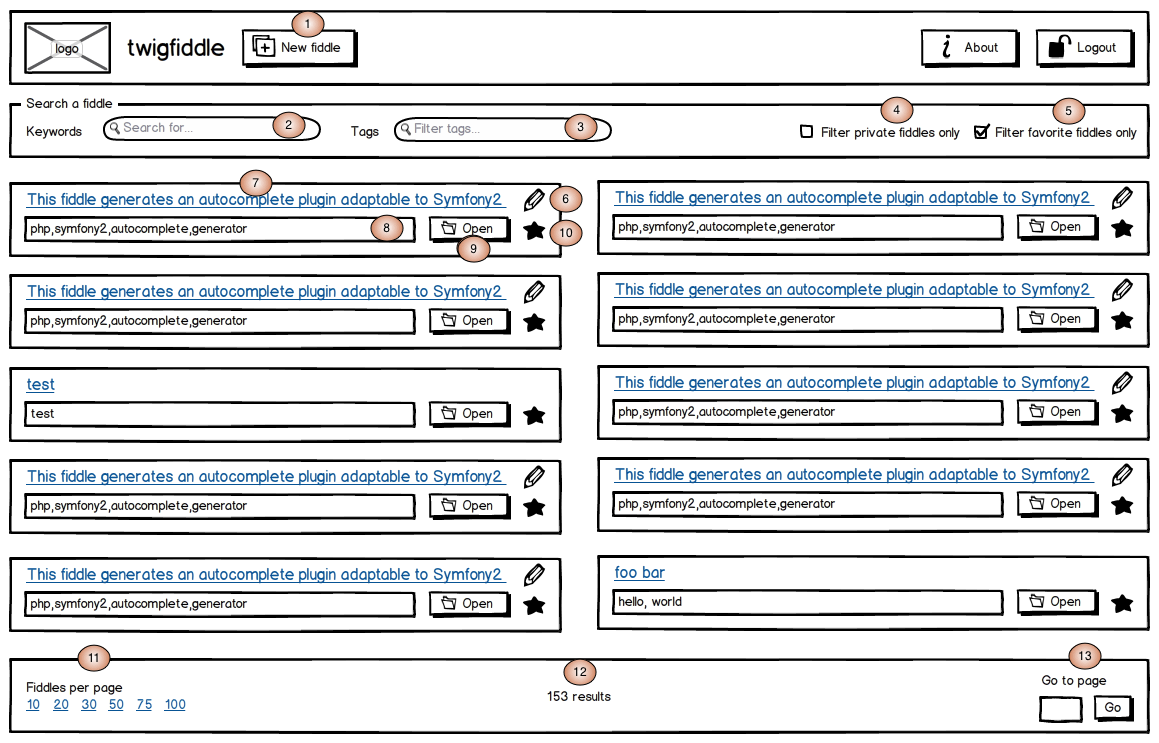 1
logo
twigfiddle
New fiddle
About
Logout
Search a fiddle
Keywords
Search for...
2
Tags
Filter tags...
3
4
Filter private fiddles only
5
Filter favorite fiddles only
7
This fiddle generates an autocomplete plugin adaptable to Symfony2
6
php,symfony2,autocomplete,generator
8
Open
9
10
This fiddle generates an autocomplete plugin adaptable to Symfony2
php,symfony2,autocomplete,generator
Open
This fiddle generates an autocomplete plugin adaptable to Symfony2
php,symfony2,autocomplete,generator
Open
This fiddle generates an autocomplete plugin adaptable to Symfony2
php,symfony2,autocomplete,generator
Open
test
test
Open
This fiddle generates an autocomplete plugin adaptable to Symfony2
php,symfony2,autocomplete,generator
Open
This fiddle generates an autocomplete plugin adaptable to Symfony2
php,symfony2,autocomplete,generator
Open
This fiddle generates an autocomplete plugin adaptable to Symfony2
php,symfony2,autocomplete,generator
Open
This fiddle generates an autocomplete plugin adaptable to Symfony2
php,symfony2,autocomplete,generator
Open
foo bar
hello, world
Open
11
Fiddles per page
10 20 30 50 75 100
12
153 results
13
Go to page
Go